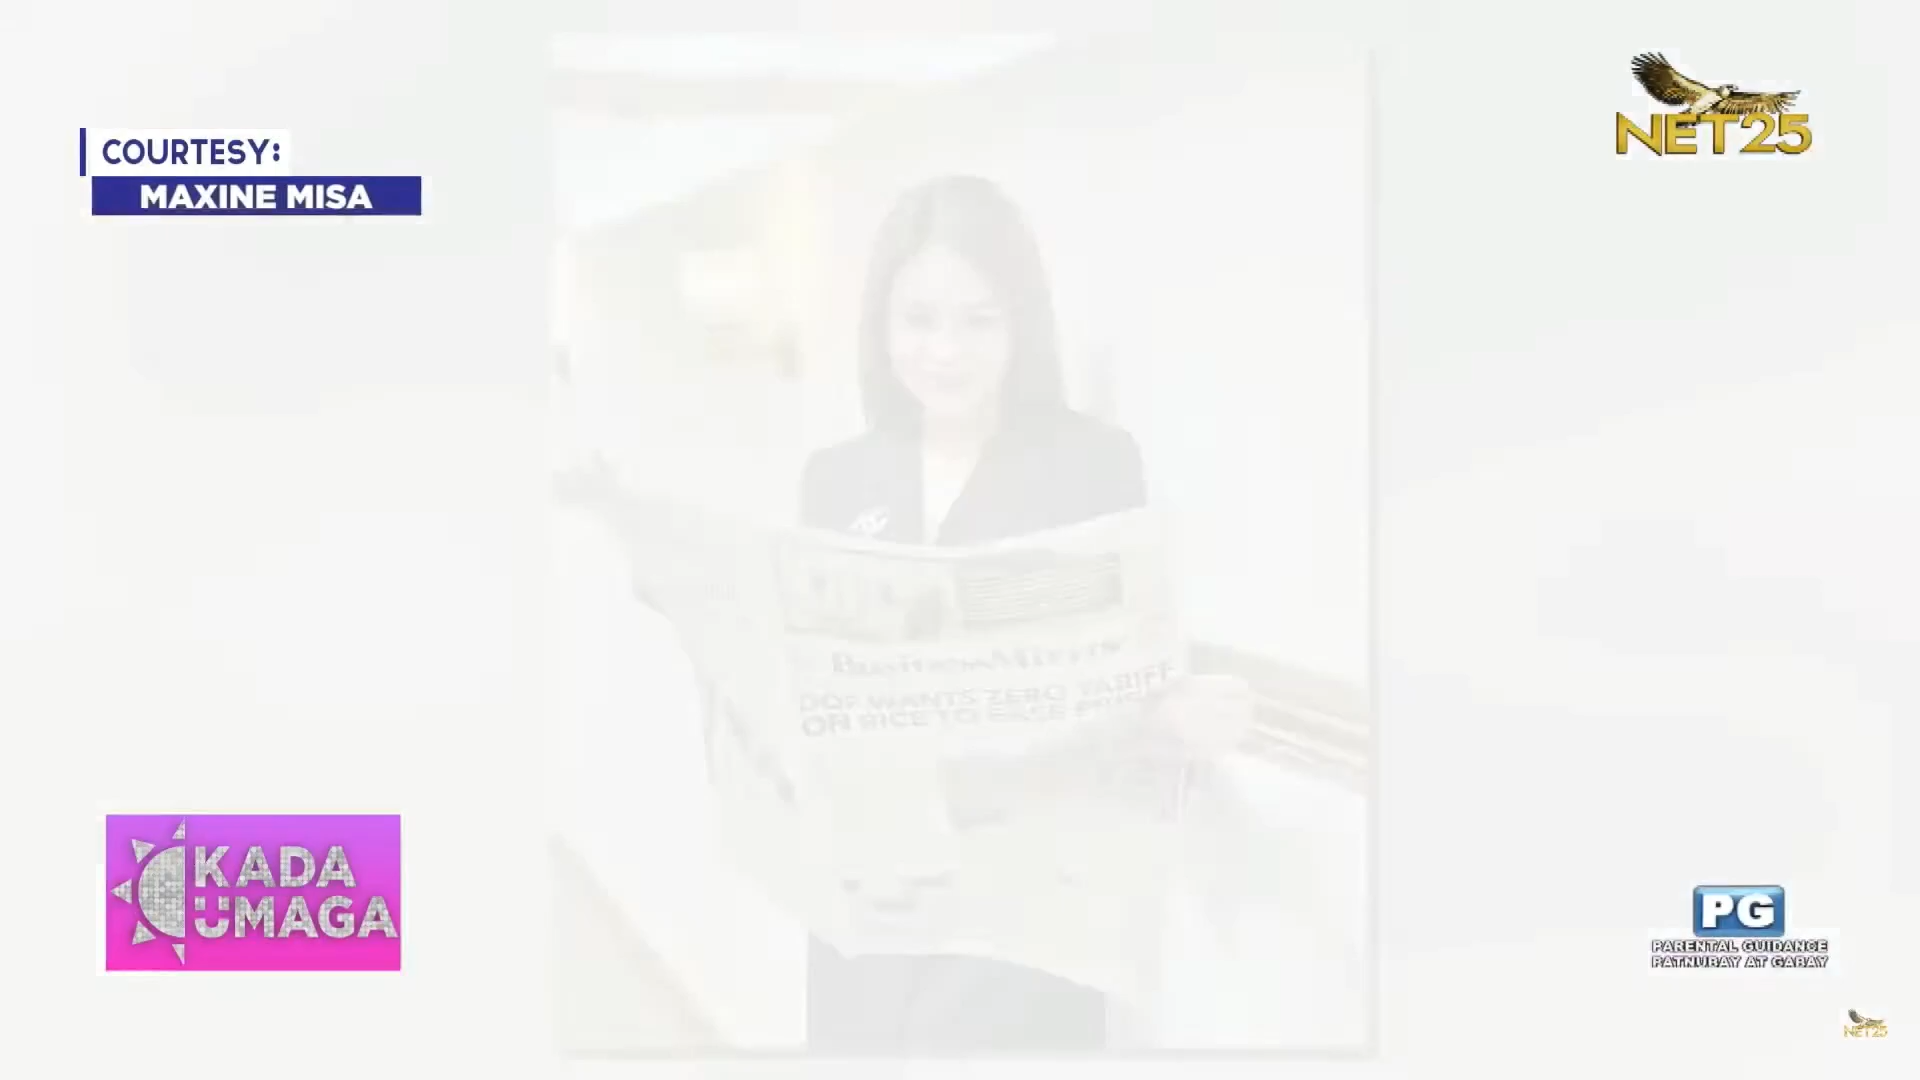 COURTESY:
MAXINE MISA
NET25
BusinessMirror
DOF WANTS ZERO TARIFF
ON RICE TO EASE
KADA
UMAGA
PG
PARENTAL GUIDANCE
PATNUBAY AT GABAY
NET25